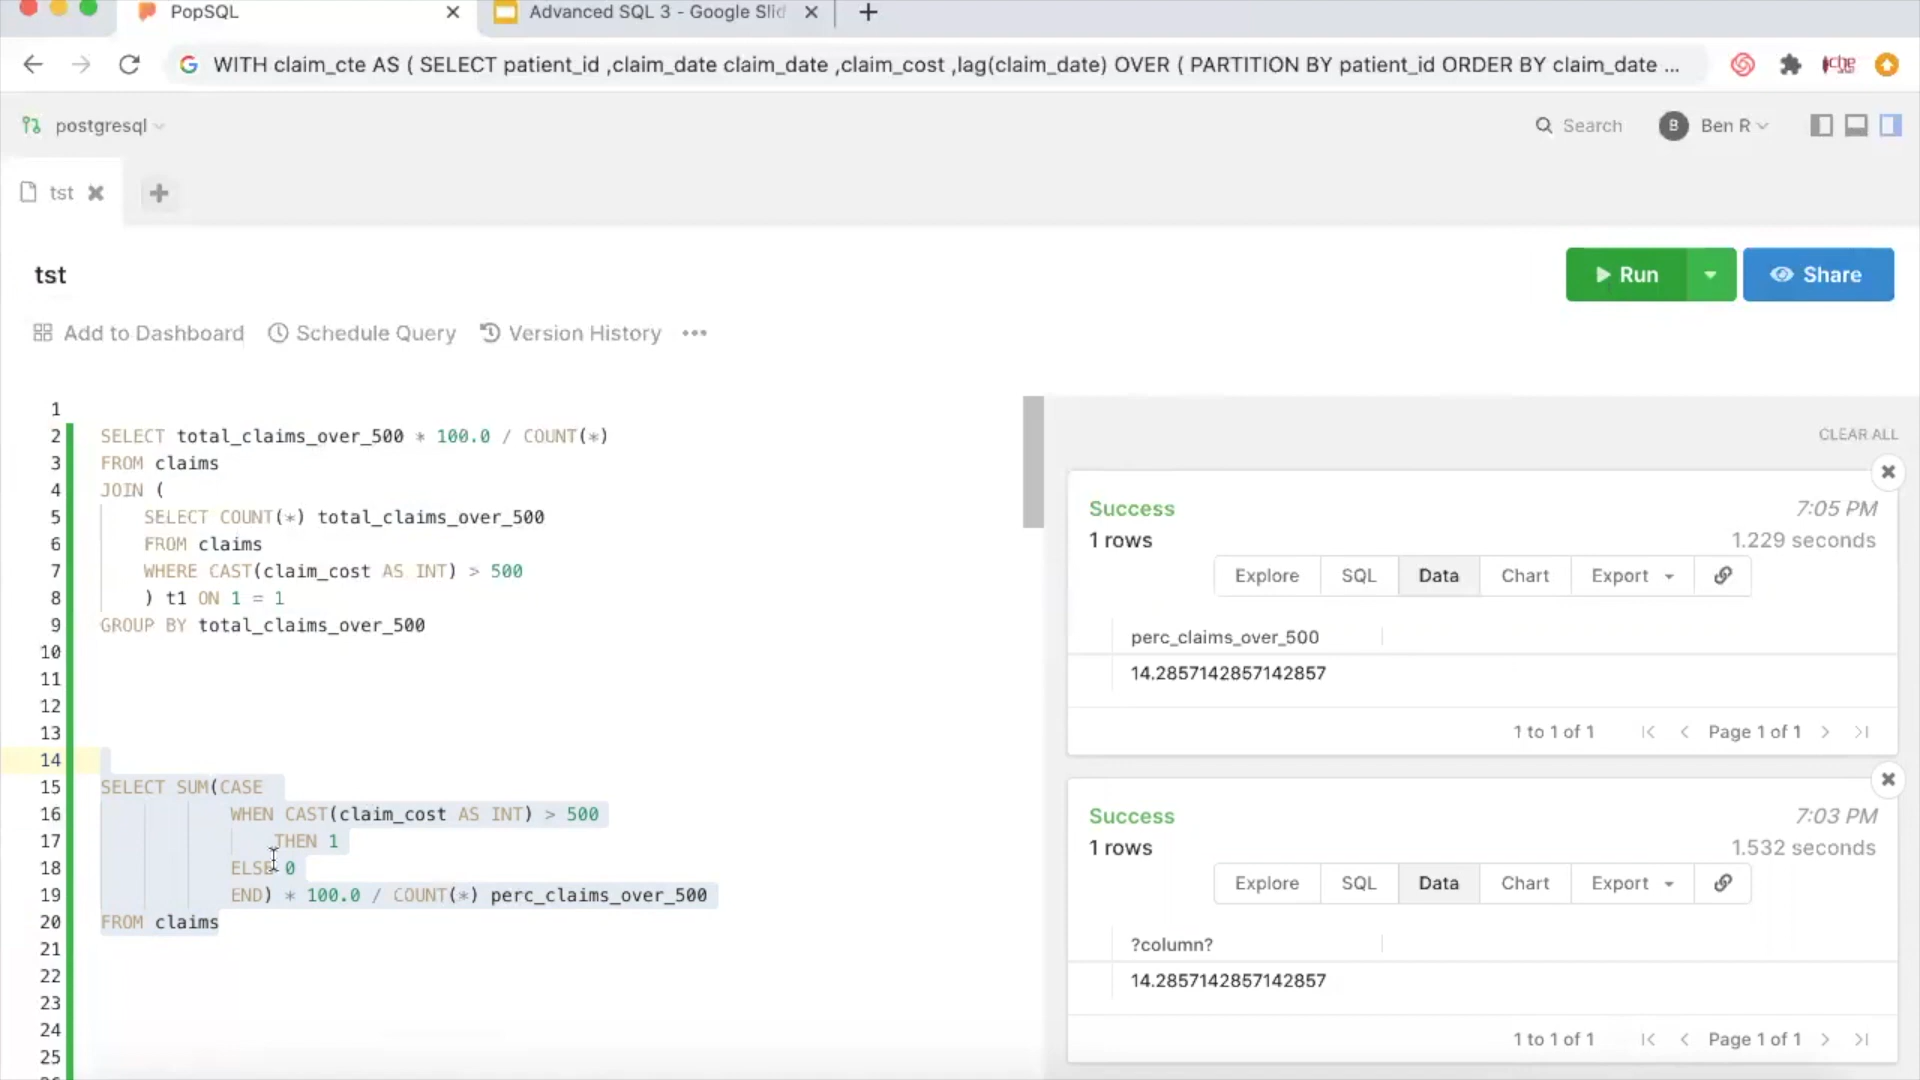 PopSQL
Advanced SQL 3 - Google Slid
WITH claim_cte AS ( SELECT patient_id ,claim_date claim_date ,claim_cost ,lag(claim_date) OVER ( PARTITION BY patient_id ORDER BY claim_date ...
postgresql
Search
B
Ben R
tst
tst
Run
Share
Add to Dashboard
Schedule Query
Version History
1
2 SELECT total_claims_over_500 * 100.0 / COUNT(*)
3 FROM claims
4 JOIN (
5 SELECT COUNT(*) total_claims_over_500
6 FROM claims
7 WHERE CAST(claim_cost AS INT) > 500
8 ) t1 ON 1 = 1
9 GROUP BY total_claims_over_500
10
11
12
13
14
15 SELECT SUM(CASE
16 WHEN CAST(claim_cost AS INT) > 500
17 THEN 1
18 ELSE 0
19 END) * 100.0 / COUNT(*) perc_claims_over_500
20 FROM claims
21
22
23
24
25
CLEAR ALL
Success
7:05 PM
1 rows
1.229 seconds
Explore SQL Data Chart Export
perc_claims_over_500
14.2857142857142857
1 to 1 of 1
Page 1 of 1
Success
7:03 PM
1 rows
1.532 seconds
Explore SQL Data Chart Export
?column?
14.2857142857142857
1 to 1 of 1
Page 1 of 1